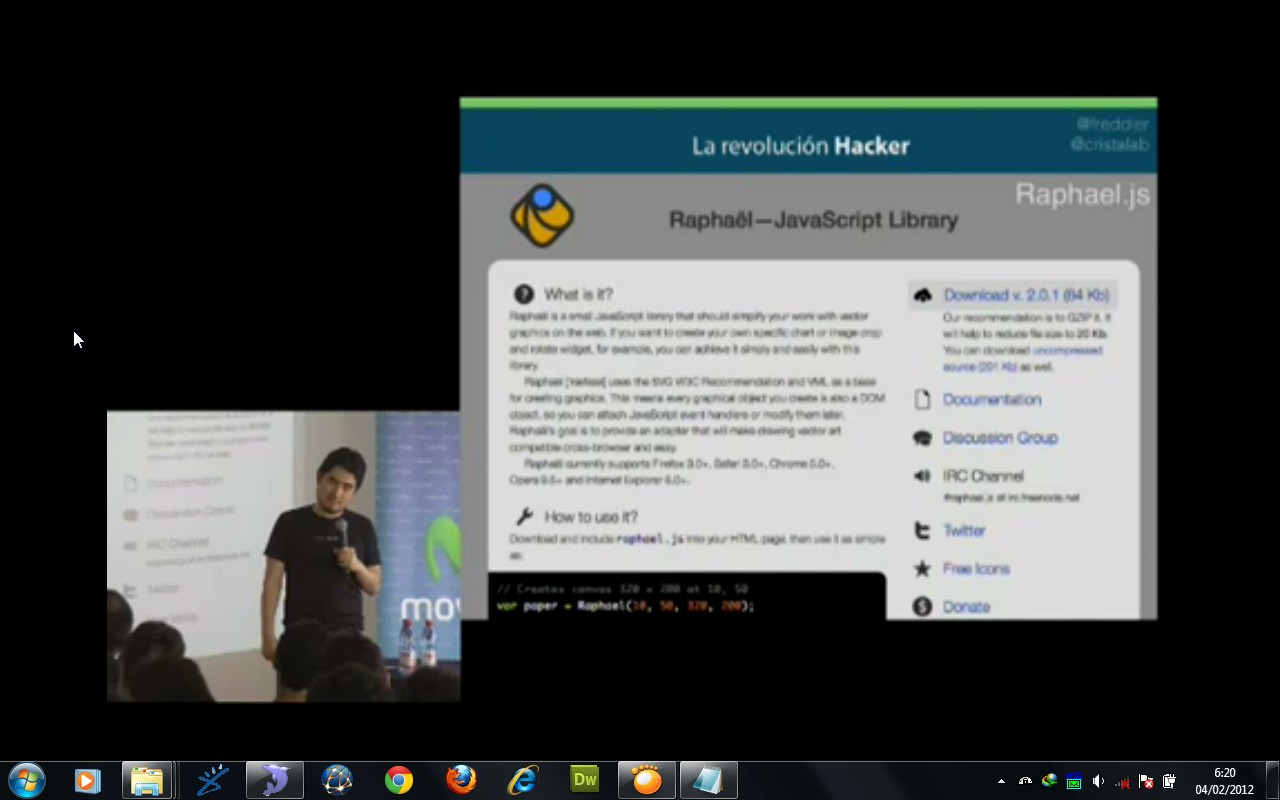 @freddier
@cristalab
La revolución Hacker
Raphael.js
Raphaël—JavaScript Library
What is it?
Raphaël is a small JavaScript library that should simplify your work with vector
graphics on the web. If you want to create your own specific chart or image crop
and rotate widget, for example, you can achieve it simply and easily with this
library.
Raphaël uses the SVG W3C Recommendation and VML as a base
for creating graphics. This means every graphical object you create is also a DOM
object, so you can attach JavaScript event handlers or modify them later.
Raphaël's goal is to provide an adapter that will make drawing vector art
compatible cross-browser and easy.
Raphaël currently supports Firefox 3.0+, Safari 3.0+, Chrome 5.0+,
Opera 9.5+ and Internet Explorer 6.0+.
How to use it?
Download and include raphael.js into your HTML page, then use it as simple
as:
// Creates canvas 320 × 200 at 10, 50
var paper = Raphael(10, 50, 320, 200);
Download v. 2.0.1 (84 Kb)
Our recommendation is to GZIP it. It
will help to reduce file size to 20 Kb.
You can download uncompressed
source (201 Kb) as well.
Documentation
Discussion Group
IRC Channel
#raphael.js at irc.freenode.net
Twitter
Free Icons
Donate
Documentation
Discussion Group
IRC Channel
Twitter
mov
Dw
6:20
04/02/2012